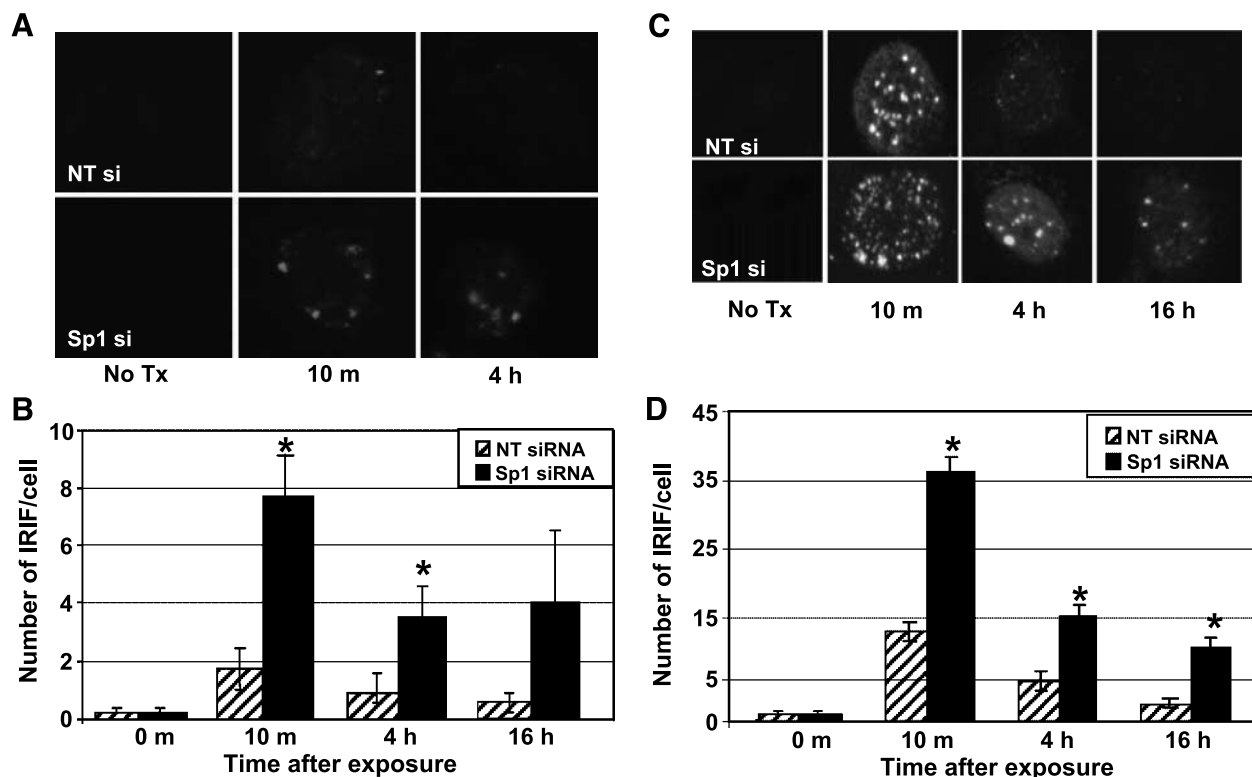 A
NT si
Sp1 si
No Tx 10 m 4 h
B
Number of IRIF/cell
10
8
6
4
2
0
NT siRNA
Sp1 siRNA
*
*
0 m 10 m 4 h 16 h
Time after exposure
C
NT si
Sp1 si
No Tx 10 m 4 h 16 h
D
Number of IRIF/cell
45
35
25
15
5
0
NT siRNA
Sp1 siRNA
*
*
*
0 m 10 m 4 h 16 h
Time after exposure